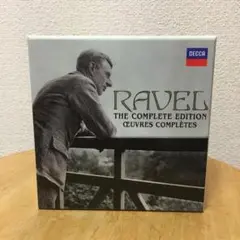 DECCA
RAVEL
THE COMPLETE EDITION
ŒUVRES COMPLÈTES